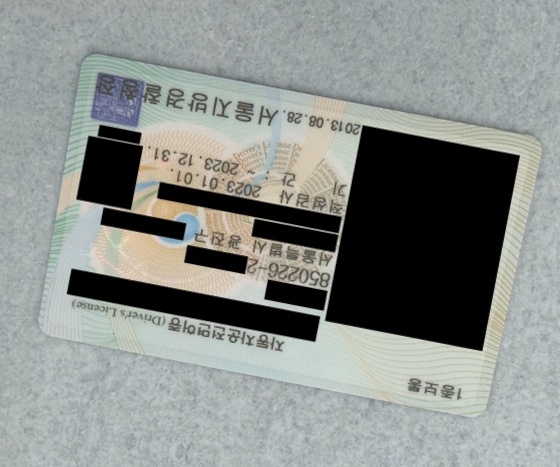 1종보통
자동차운전면허증 (Driver's License)
850226-2
서울특별시 광진구
적성검사 2023.01.01.
기 간 : ~ 2023.12.31.
2013.08.28. 서울지방경찰청장